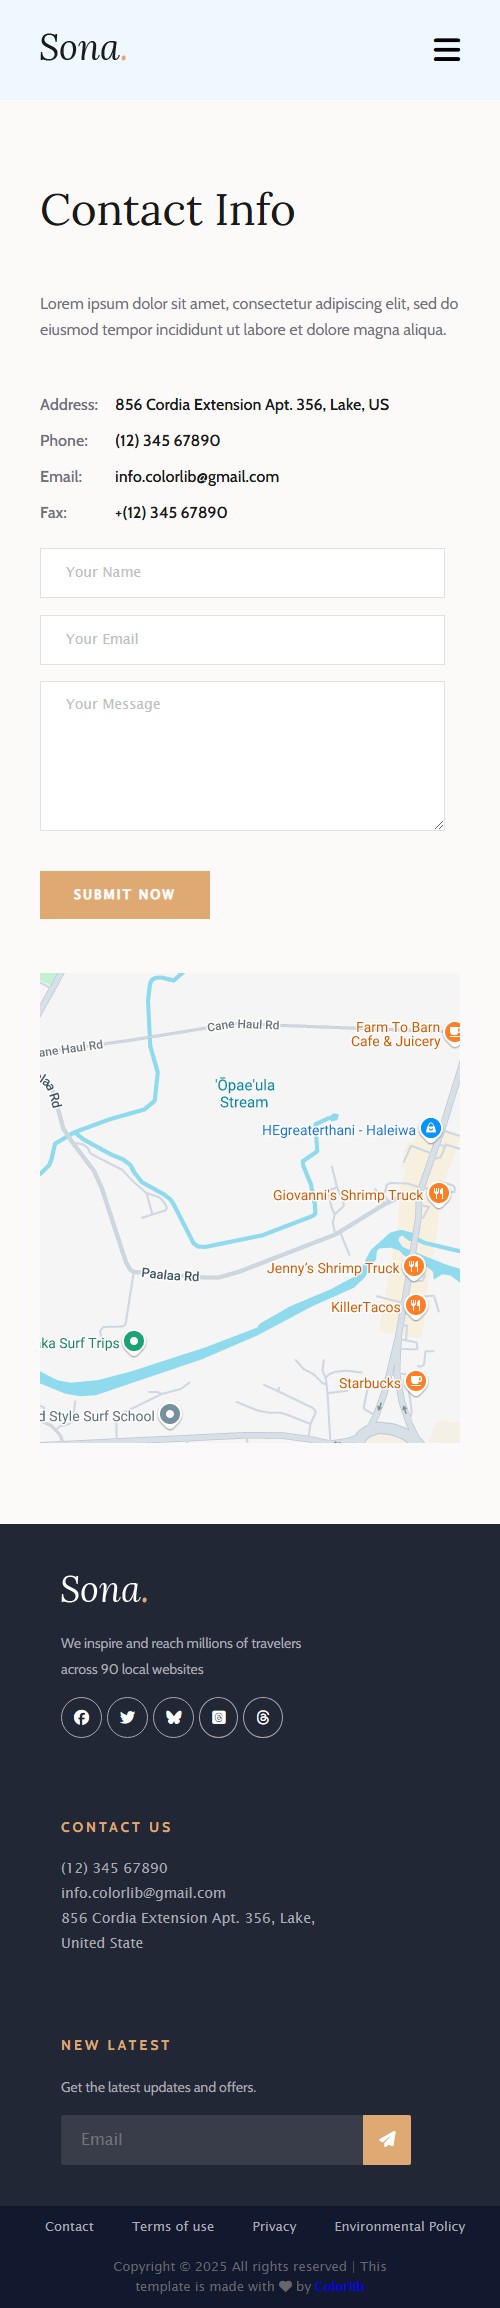 Sona.
Contact Info
Lorem ipsum dolor sit amet, consectetur adipiscing elit, sed do
eiusmod tempor incididunt ut labore et dolore magna aliqua.
Address: 856 Cordia Extension Apt. 356, Lake, US
Phone: (12) 345 67890
Email: info.colorlib@gmail.com
Fax: +(12) 345 67890
Your Name
Your Email
Your Message
SUBMIT NOW
Cane Haul Rd
Farm To Barn
Cafe & Juicery
ane Haul Rd
laa Rd
'Ōpae'ula
Stream
HEgreaterthani - Haleiwa
Giovanni's Shrimp Truck
Jenny's Shrimp Truck
Paalaa Rd
KillerTacos
ka Surf Trips
Starbucks
d Style Surf School
Sona.
We inspire and reach millions of travelers
across 90 local websites
CONTACT US
(12) 345 67890
info.colorlib@gmail.com
856 Cordia Extension Apt. 356, Lake,
United State
NEW LATEST
Get the latest updates and offers.
Email
Contact Terms of use Privacy Environmental Policy
Copyright © 2025 All rights reserved | This
template is made with ♥ by Colorlib